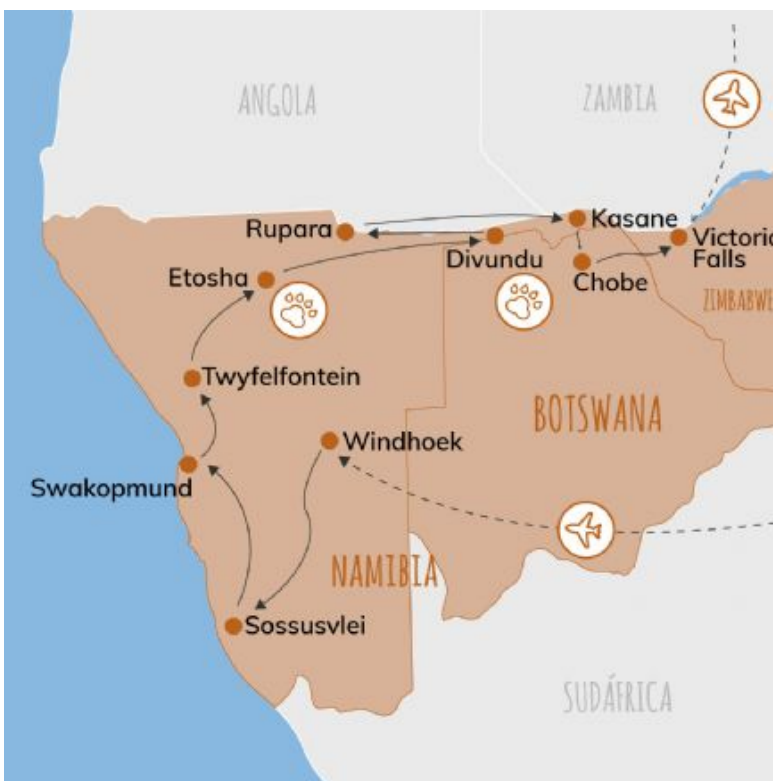 ANGOLA
ZAMBIA
Rupara
Kasane
Divundu
Victoria
Falls
Etosha
Chobe
ZIMBABWE
Twyfelfontein
BOTSWANA
Windhoek
Swakopmund
NAMIBIA
Sossusvlei
SUDÁFRICA